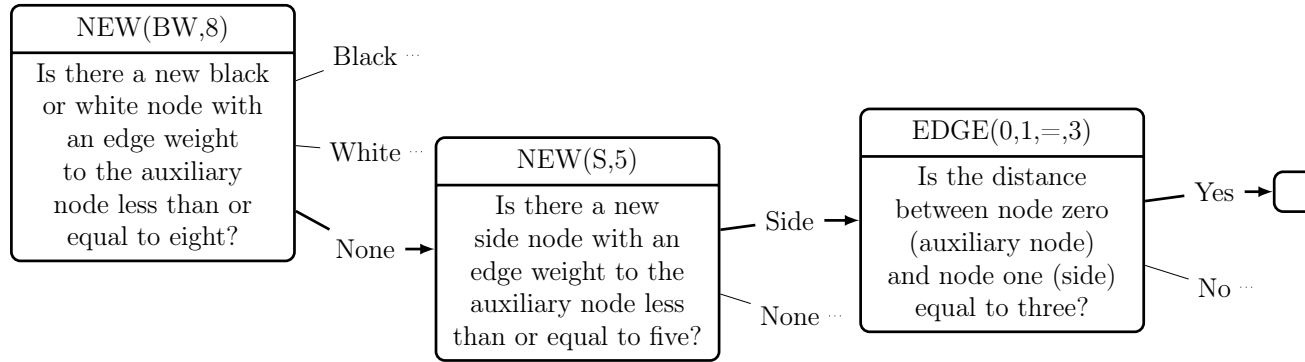 NEW(BW,8)
Is there a new black
or white node with
an edge weight
to the auxiliary
node less than or
equal to eight?
Black ...
White ...
None
NEW(S,5)
Is there a new
side node with an
edge weight to the
auxiliary node less
than or equal to five?
Side
None ...
EDGE(0,1,=,3)
Is the distance
between node zero
(auxiliary node)
and node one (side)
equal to three?
Yes
No ...